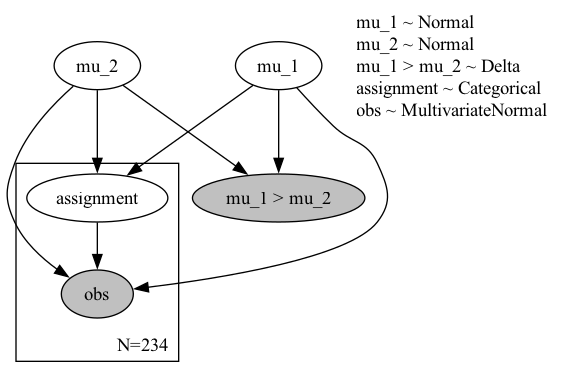 mu_1 ~ Normal
mu_2 ~ Normal
mu_1 > mu_2 ~ Delta
assignment ~ Categorical
obs ~ MultivariateNormal
mu_2
mu_1
assignment
mu_1 > mu_2
obs
N=234